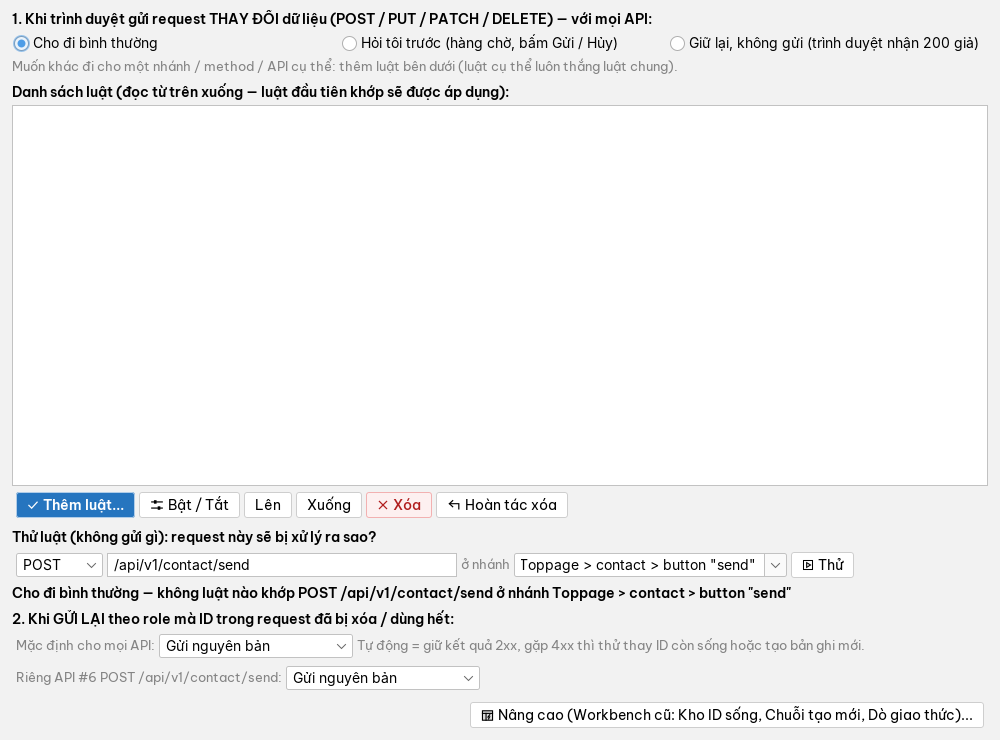 1. Khi trình duyệt gửi request THAY ĐỔI dữ liệu (POST / PUT / PATCH / DELETE) — với mọi API:
Cho đi bình thường
Hỏi tôi trước (hàng chờ, bấm Gửi / Hủy)
Giữ lại, không gửi (trình duyệt nhận 200 giả)
Muốn khác đi cho một nhánh / method / API cụ thể: thêm luật bên dưới (luật cụ thể luôn thắng luật chung).
Danh sách luật (đọc từ trên xuống — luật đầu tiên khớp sẽ được áp dụng):
Thêm luật...
Bật / Tắt
Lên
Xuống
Xóa
Hoàn tác xóa
Thử luật (không gửi gì): request này sẽ bị xử lý ra sao?
POST
/api/v1/contact/send
ở nhánh
Toppage > contact > button "send"
Thử
Cho đi bình thường — không luật nào khớp POST /api/v1/contact/send ở nhánh Toppage > contact > button "send"
2. Khi GỬI LẠI theo role mà ID trong request đã bị xóa / dùng hết:
Mặc định cho mọi API:
Gửi nguyên bản
Tự động = giữ kết quả 2xx, gặp 4xx thì thử thay ID còn sống hoặc tạo bản ghi mới.
Riêng API #6 POST /api/v1/contact/send:
Gửi nguyên bản
Nâng cao (Workbench cũ: Kho ID sống, Chuỗi tạo mới, Dò giao thức)...